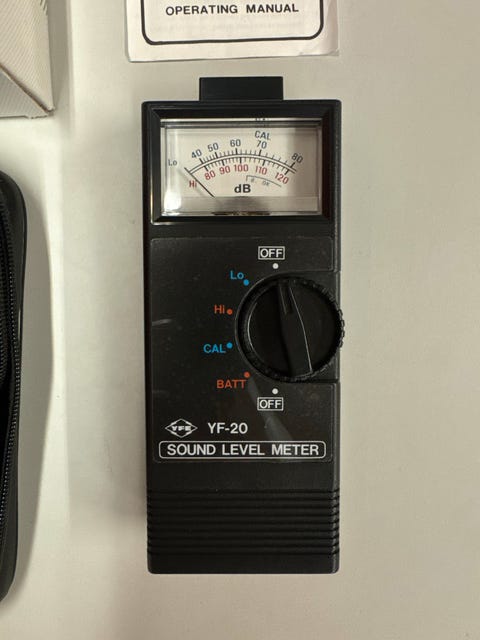 OPERATING MANUAL
CAL
40 50 60 70 80
Lo
Hi
80 90 100 110 120
dB
OFF
Lo
Hi
CAL
BATT
OFF
YFE YF-20
SOUND LEVEL METER